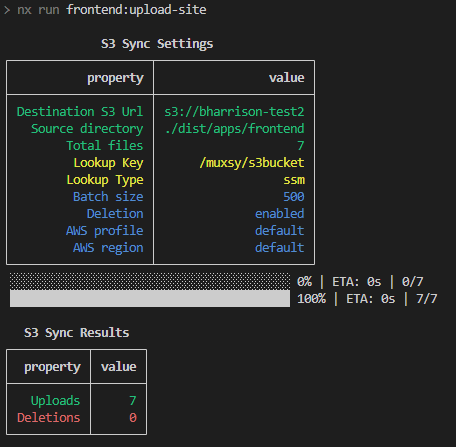 > nx run frontend:upload-site
S3 Sync Settings
property value
Destination S3 Url s3://bharrison-test2
Source directory ./dist/apps/frontend
Total files 7
Lookup Key /muxsy/s3bucket
Lookup Type ssm
Batch size 500
Deletion enabled
AWS profile default
AWS region default
0% | ETA: 0s | 0/7
100% | ETA: 0s | 7/7
S3 Sync Results
property value
Uploads 7
Deletions 0